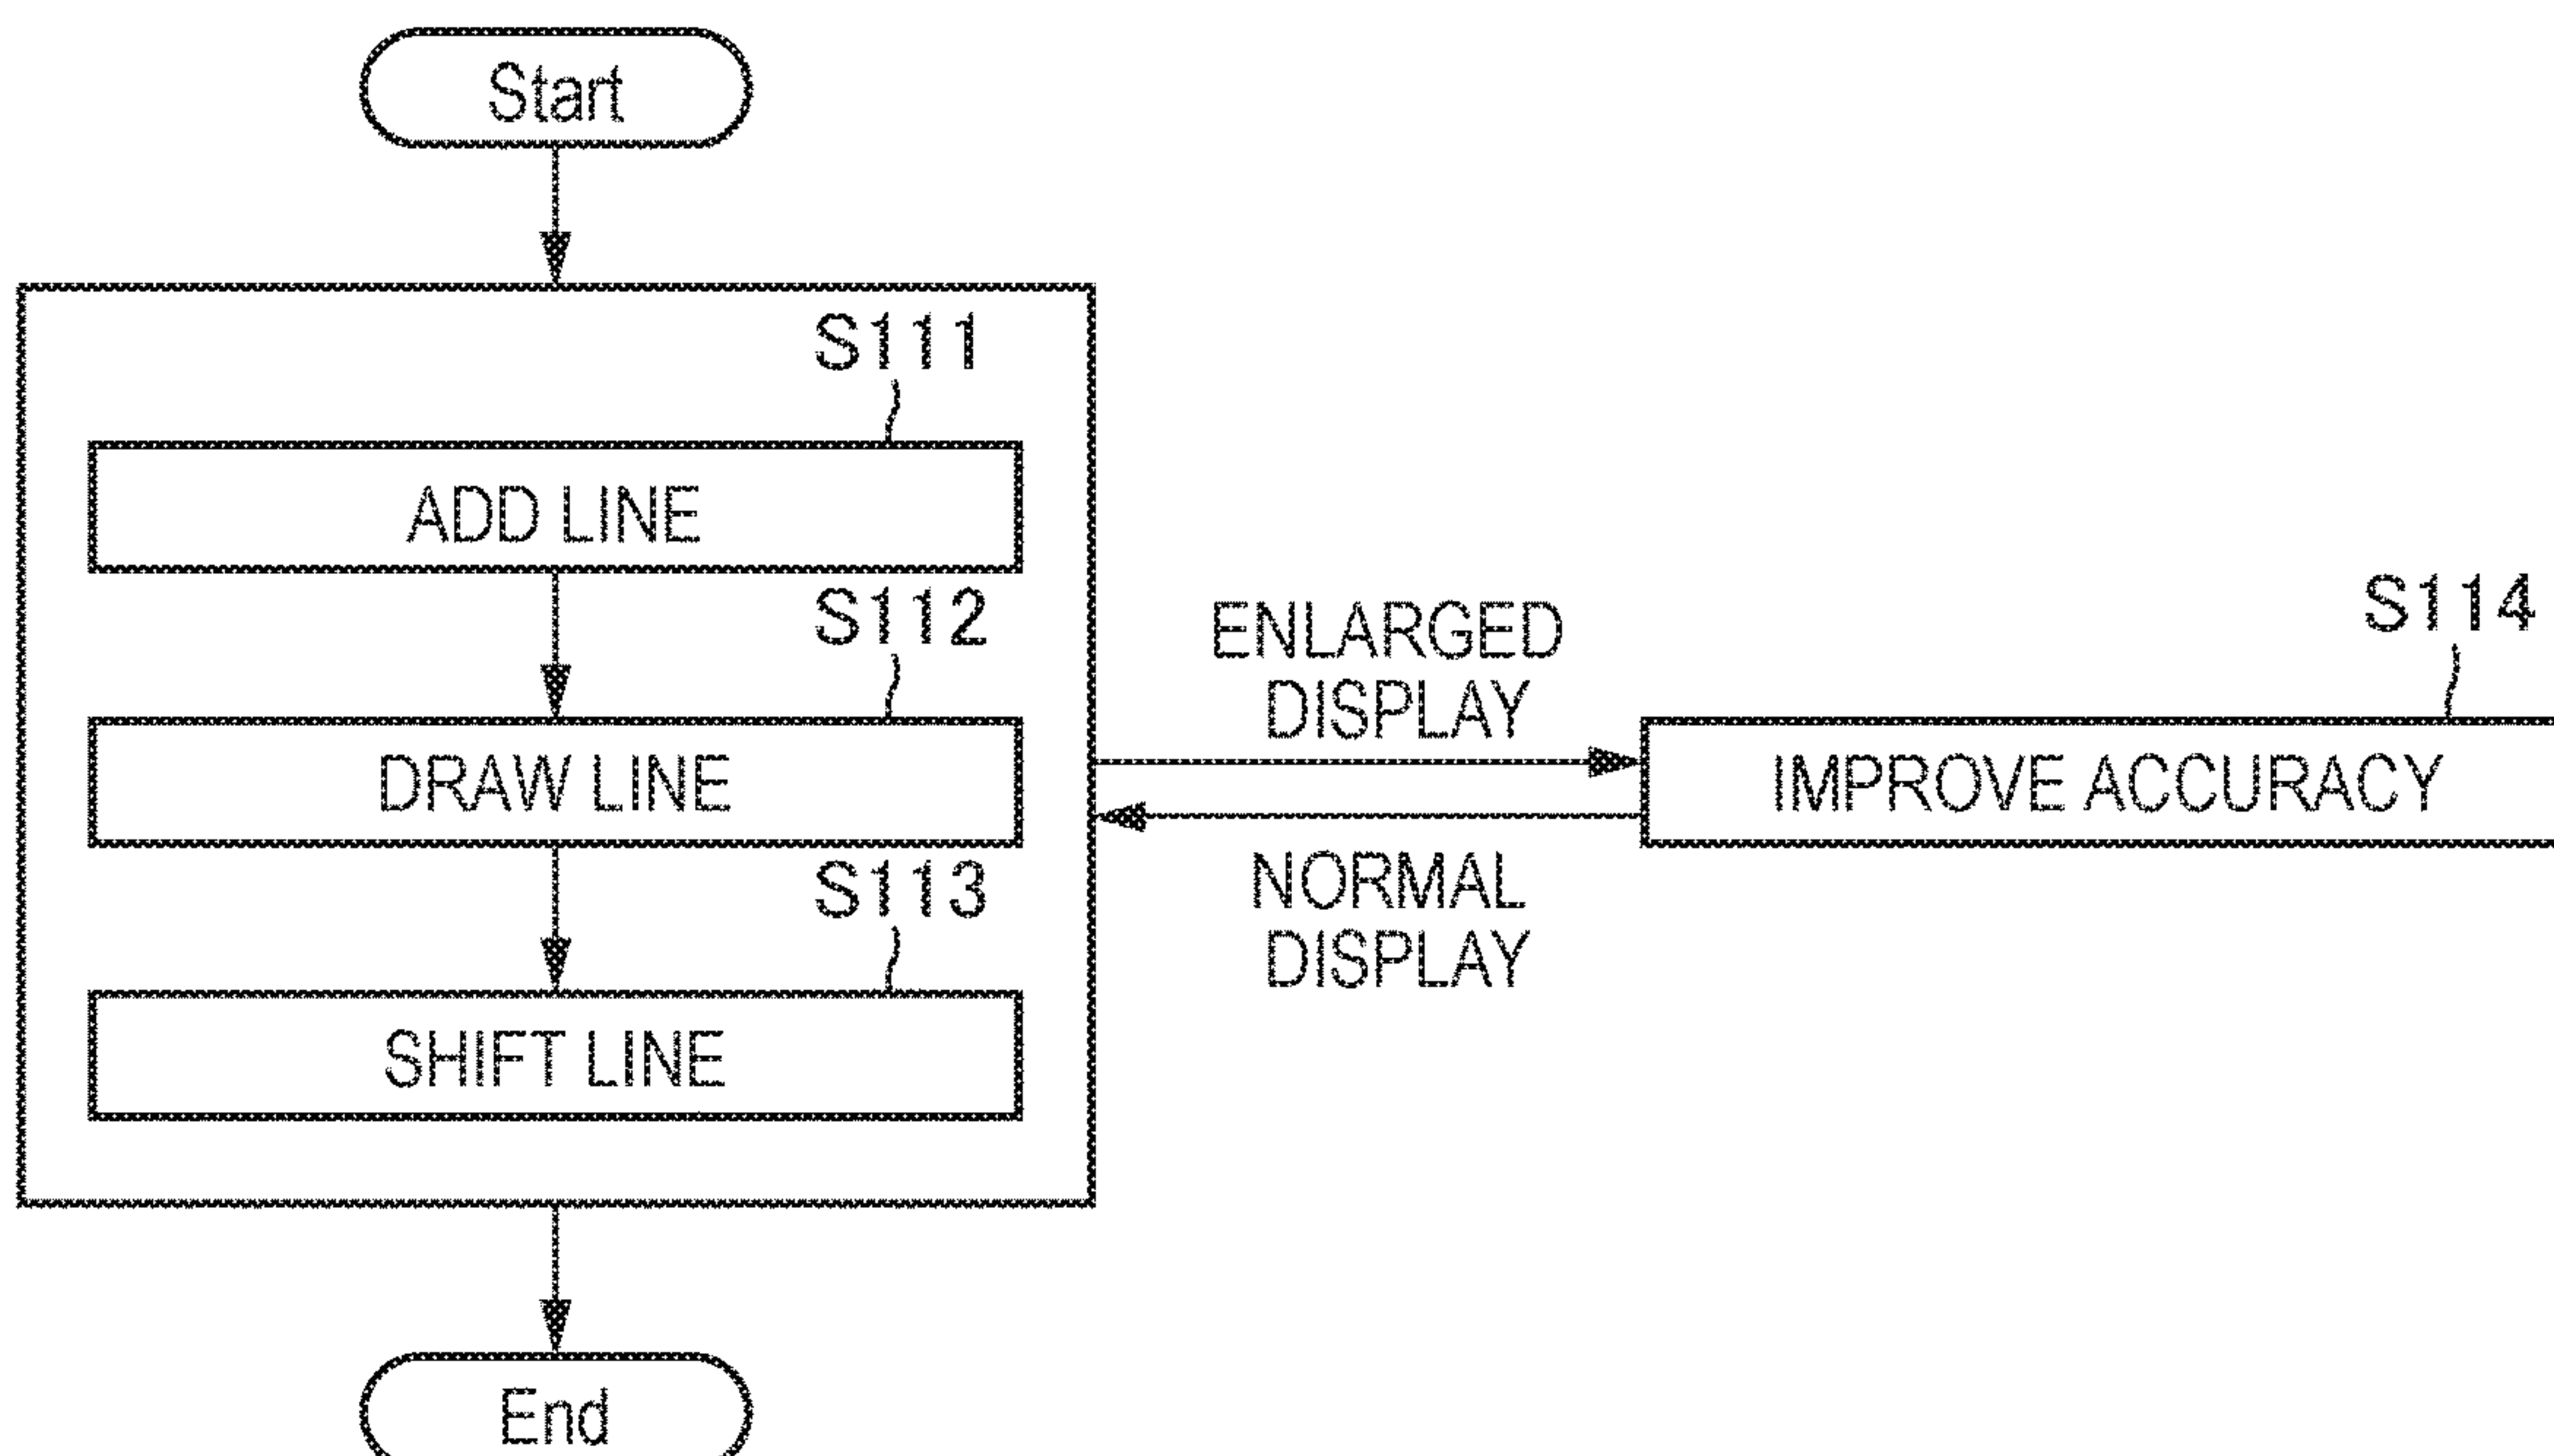 Start
S111
ADD LINE
S112
DRAW LINE
S113
SHIFT LINE
ENLARGED
DISPLAY
NORMAL
DISPLAY
S114
IMPROVE ACCURACY
End